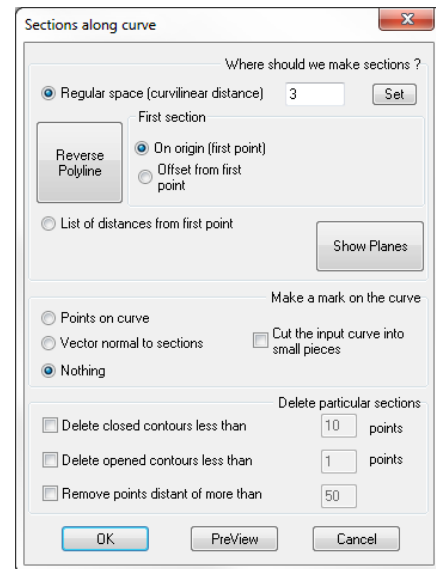 Sections along curve
Where should we make sections ?
Regular space (curvilinear distance) 3 Set
First section
Reverse
Polyline
On origin (first point)
Offset from first
point
List of distances from first point
Show Planes
Make a mark on the curve
Points on curve
Vector normal to sections
Cut the input curve into
small pieces
Nothing
Delete particular sections
Delete closed contours less than 10 points
Delete opened contours less than 1 points
Remove points distant of more than 50
OK PreView Cancel